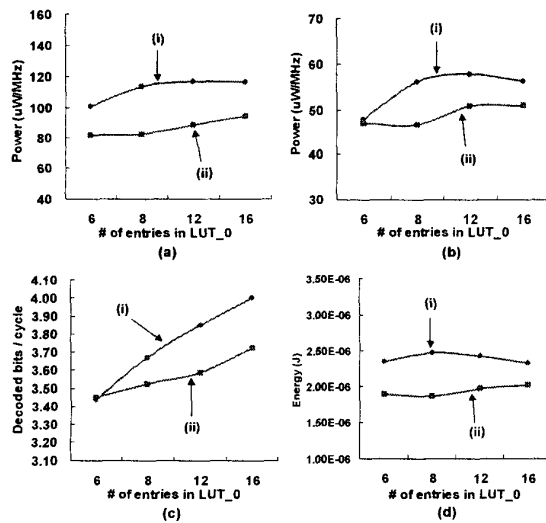 Power (uW/MHz)
160
140
120
100
80
60
40
(i)
(ii)
6 8 12 16
# of entries in LUT_0
(a)
Power (uW/MHz)
70
60
50
40
30
(i)
(ii)
6 8 12 16
# of entries in LUT_0
(b)
Decoded bits / cycle
4.10
4.00
3.90
3.70
3.60
3.50
3.40
3.30
3.20
3.10
(i)
(ii)
6 8 12 16
# of entries in LUT_0
(c)
Energy (J)
3.50E-06
3.00E-06
2.50E-06
2.00E-06
1.50E-06
1.00E-06
(i)
(ii)
6 8 12 16
# of entries in LUT_0
(d)